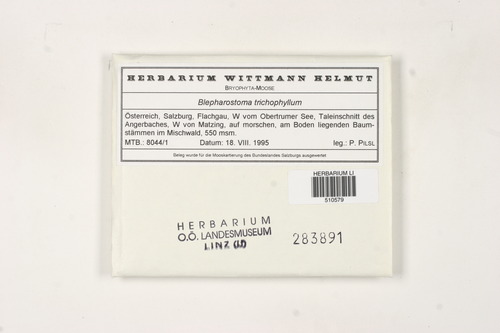 HERBARIUM WITTMANN HELMUT
BRYOPHYTA-MOOSE
Blepharostoma trichophyllum
Österreich, Salzburg, Flachgau, W vom Obertrumer See, Taleinschnitt des
Angerbaches, W von Matzing, auf morschen, am Boden liegenden Baum-
stämmen im Mischwald, 550 msm.
MTB.: 8044/1 Datum: 18. VIII. 1995 leg.: P. PILSL
Beleg wurde für die Mooskartierung des Bundeslandes Salzburgs ausgewertet
HERBARIUM LI
510579
HERBARIUM
O.Ö. LANDESMUSEUM
LINZ (LI)
283891